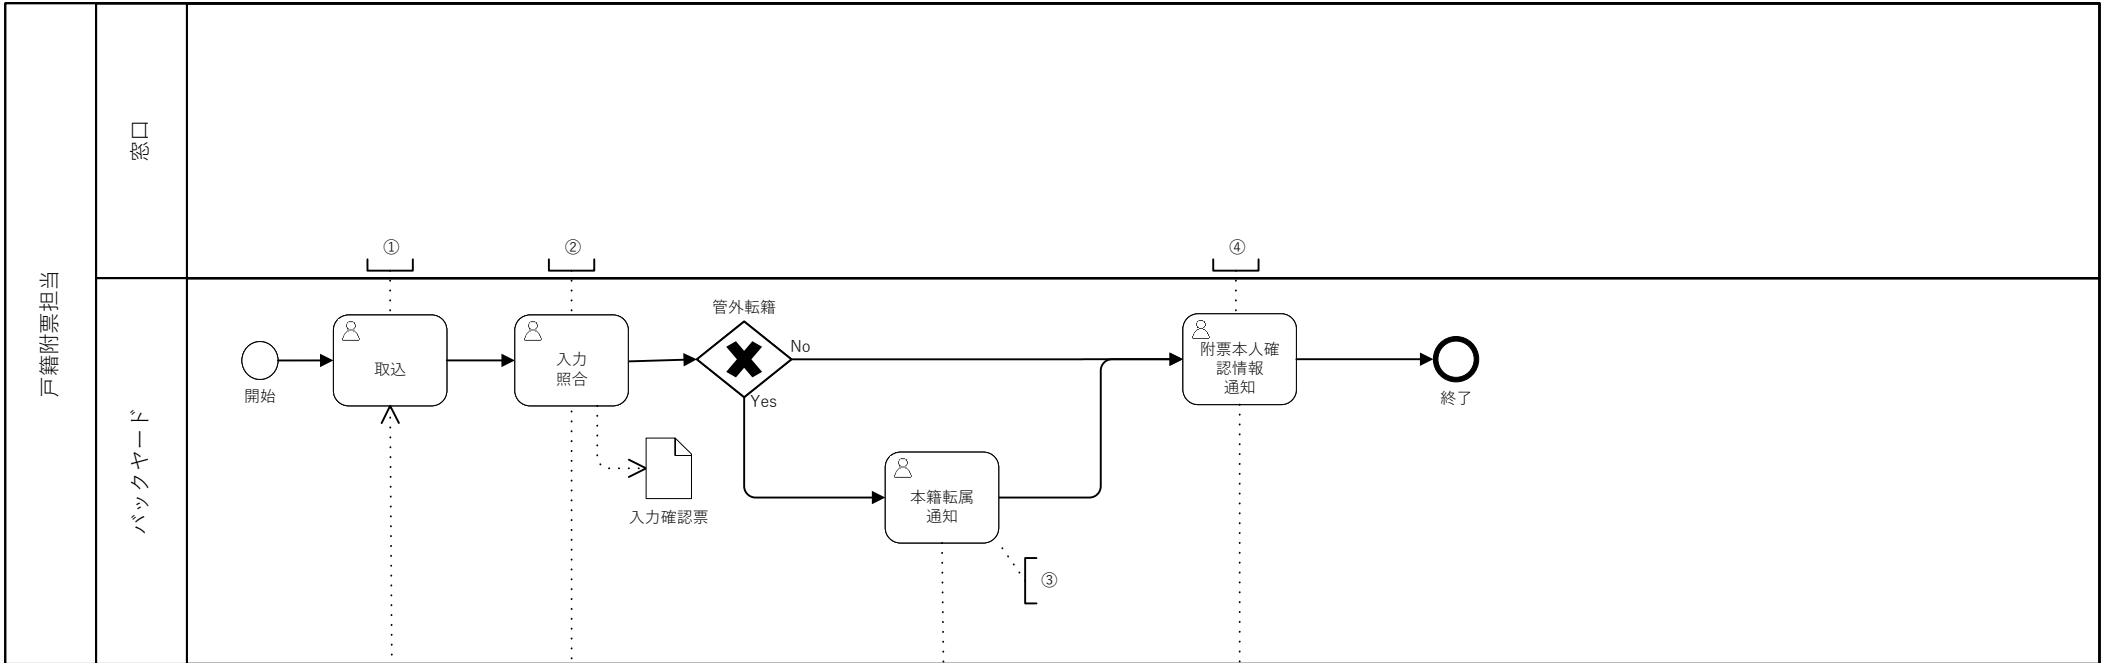 戸籍附票担当
窓口
バックヤード
①
②
④
開始
取込
入力
照合
管外転籍
No
Yes
入力確認票
本籍転属
通知
③
附票本人確
認情報
通知
終了